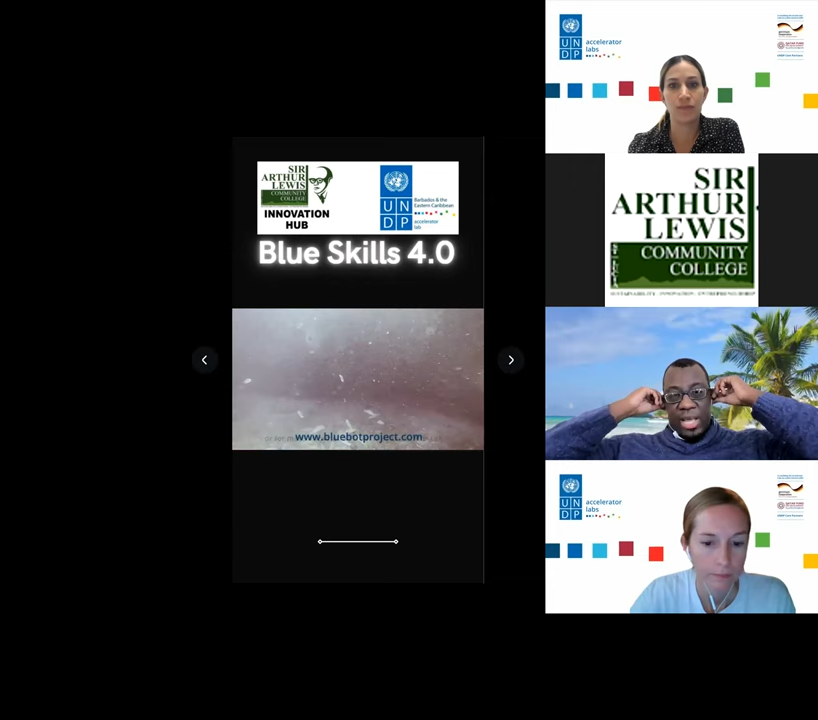 SIR
ARTHUR
LEWIS
COMMUNITY
COLLEGE
INNOVATION
HUB
UN
DP
Barbados & the
Eastern Caribbean
accelerator
lab
Blue Skills 4.0
www.bluebotproject.com
UN
DP
accelerator
labs
SIR
ARTHUR
LEWIS
COMMUNITY
COLLEGE
UN
DP
accelerator
labs